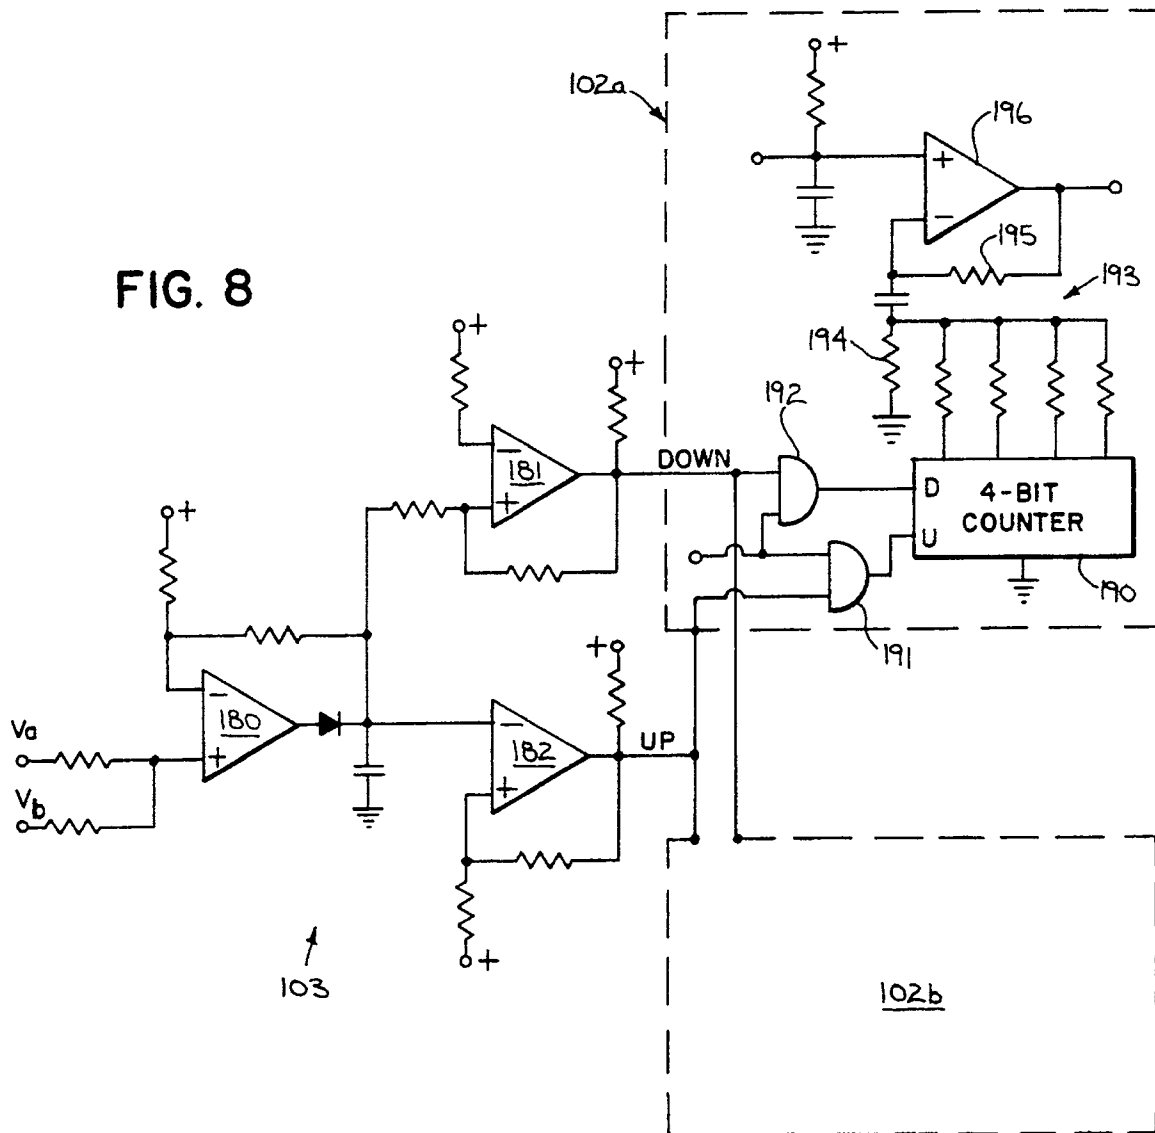 FIG. 8
102a
+
196
+
−
195
193
194
+
+
192
−
181
+
DOWN
D 4-BIT
COUNTER
U
190
191
+
−
180
+
Va
Vb
+
−
182
+
UP
+
103
102b